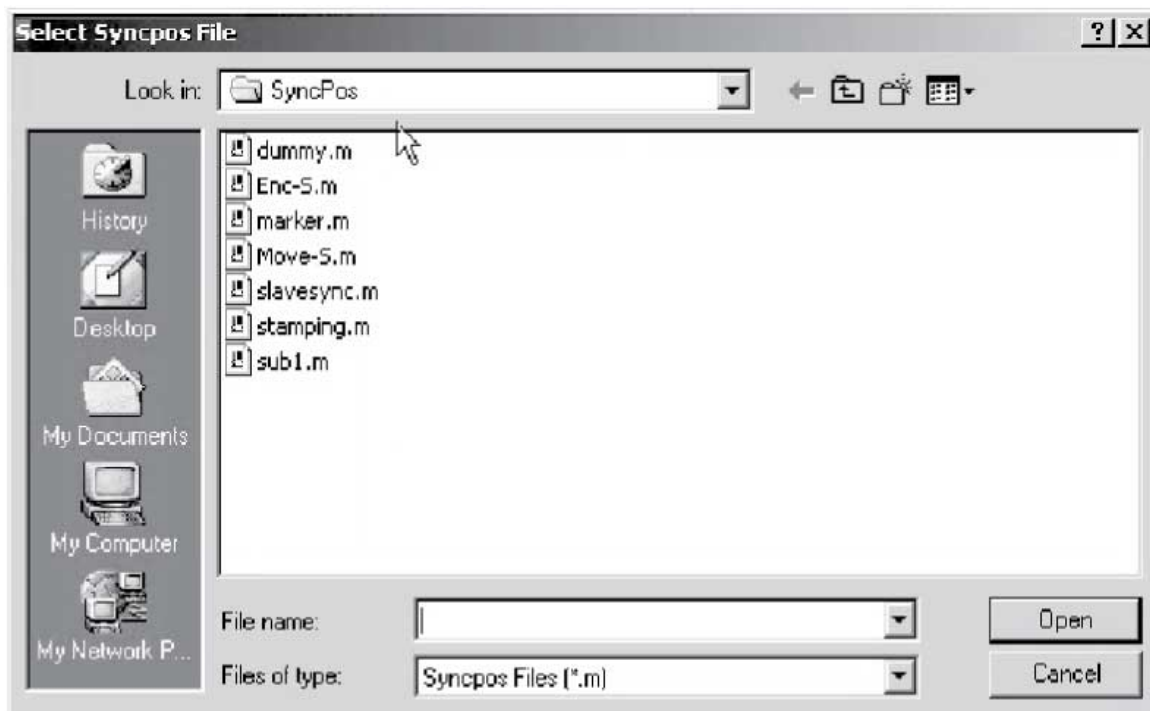 Select Syncpos File
Look in: SyncPos
History
Desktop
My Documents
My Computer
My Network P...
dummy.m
Enc-S.m
marker.m
Move-S.m
slavesync.m
stamping.m
sub1.m
File name:
Open
Files of type: Syncpos Files (*.m)
Cancel